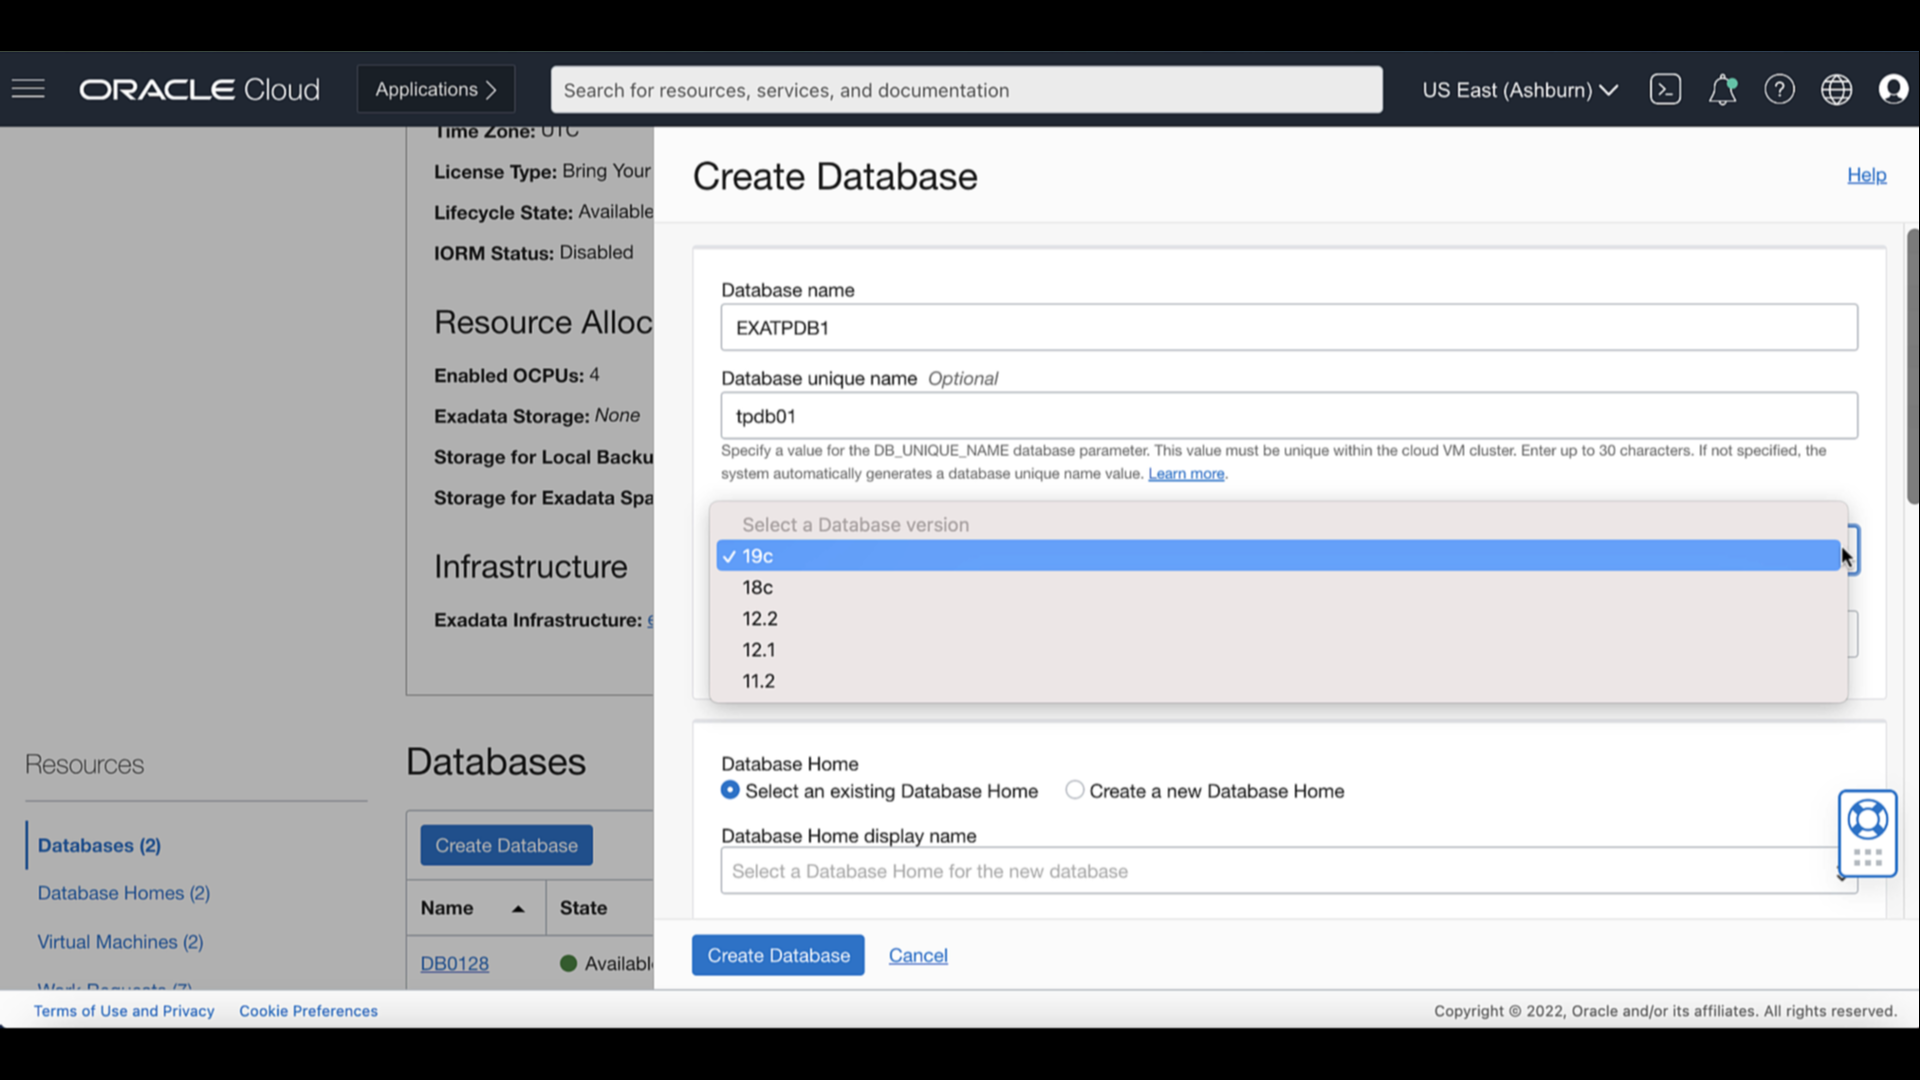 ORACLE Cloud
Applications
Search for resources, services, and documentation
US East (Ashburn)
Time Zone: UTC
License Type: Bring Your
Lifecycle State: Available
IORM Status: Disabled
Resource Alloc
Enabled OCPUs: 4
Exadata Storage: None
Storage for Local Backu
Storage for Exadata Spa
Infrastructure
Exadata Infrastructure: e
Resources
Databases (2)
Database Homes (2)
Virtual Machines (2)
Work Requests (7)
Databases
Create Database
Name State
DB0128 Availabl
Create Database
Help
Database name
EXATPDB1
Database unique name Optional
tpdb01
Specify a value for the DB_UNIQUE_NAME database parameter. This value must be unique within the cloud VM cluster. Enter up to 30 characters. If not specified, the
system automatically generates a database unique name value. Learn more.
Select a Database version
19c
18c
12.2
12.1
11.2
Database Home
Select an existing Database Home Create a new Database Home
Database Home display name
Select a Database Home for the new database
Create Database Cancel
Terms of Use and Privacy Cookie Preferences
Copyright © 2022, Oracle and/or its affiliates. All rights reserved.